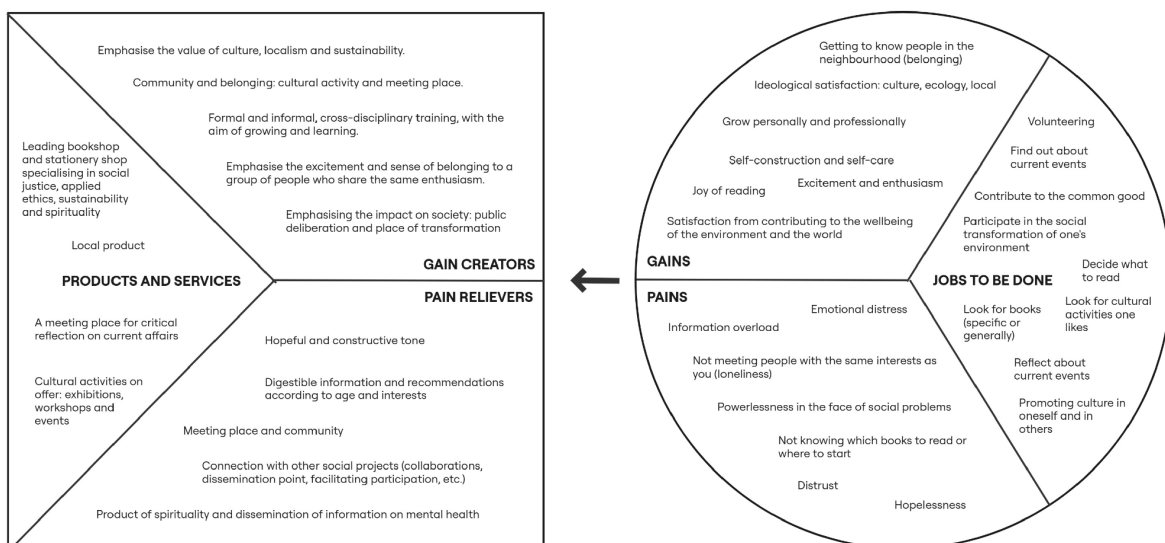 Emphasise the value of culture, localism and sustainability.
Community and belonging: cultural activity and meeting place.
Formal and informal, cross-disciplinary training, with the
aim of growing and learning.
Emphasise the excitement and sense of belonging to a
group of people who share the same enthusiasm.
Emphasising the impact on society: public
deliberation and place of transformation
GAIN CREATORS
Leading bookshop
and stationery shop
specialising in social
justice, applied
ethics, sustainability
and spirituality
Local product
PRODUCTS AND SERVICES
A meeting place for critical
reflection on current affairs
Cultural activities on
offer: exhibitions,
workshops and
events
PAIN RELIEVERS
Hopeful and constructive tone
Digestible information and recommendations
according to age and interests
Meeting place and community
Connection with other social projects (collaborations,
dissemination point, facilitating participation, etc.)
Product of spirituality and dissemination of information on mental health
Getting to know people in the
neighbourhood (belonging)
Ideological satisfaction: culture, ecology, local
Grow personally and professionally
Self-construction and self-care
Excitement and enthusiasm
Joy of reading
Satisfaction from contributing to the wellbeing
of the environment and the world
GAINS
PAINS
Emotional distress
Information overload
Not meeting people with the same interests as
you (loneliness)
Powerlessness in the face of social problems
Not knowing which books to read or
where to start
Distrust
Hopelessness
Volunteering
Find out about
current events
Contribute to the common good
Participate in the social
transformation of one's
environment
Decide what
to read
JOBS TO BE DONE
Look for books
(specific or
generally)
Look for cultural
activities one
likes
Reflect about
current events
Promoting culture in
oneself and in
others